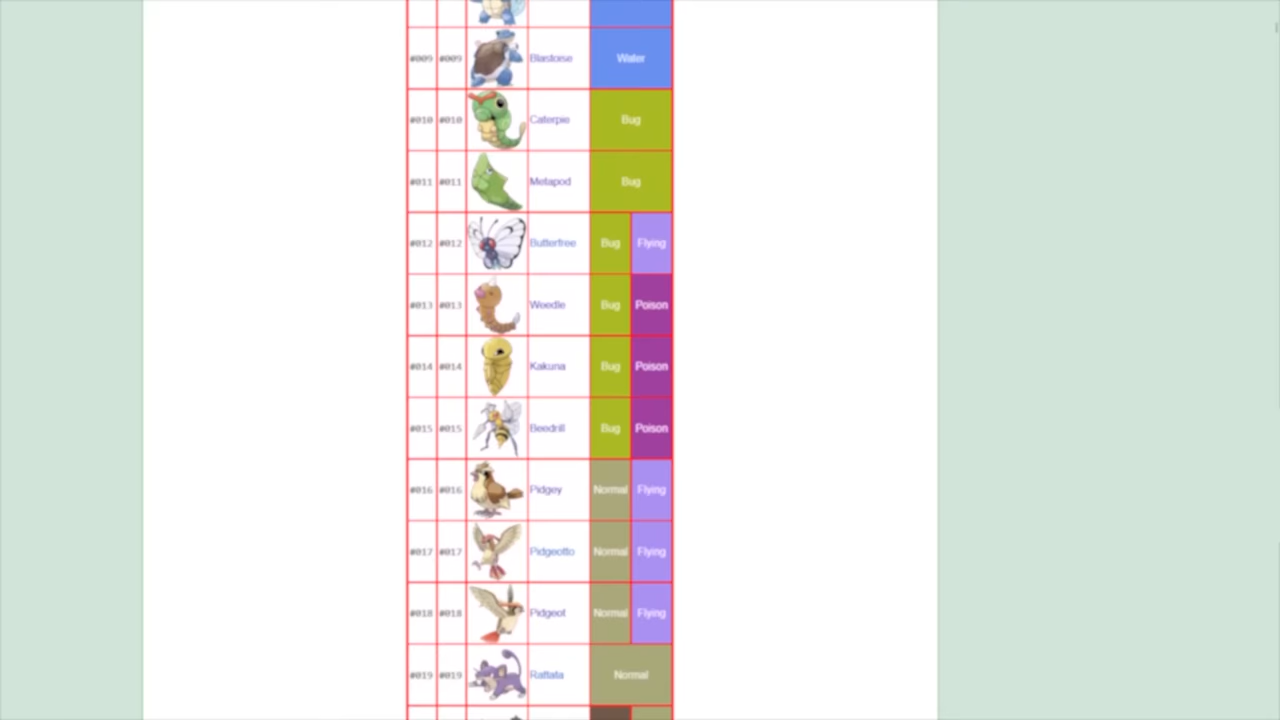 #009 #009 Blastoise Water
#010 #010 Caterpie Bug
#011 #011 Metapod Bug
#012 #012 Butterfree Bug Flying
#013 #013 Weedle Bug Poison
#014 #014 Kakuna Bug Poison
#015 #015 Beedrill Bug Poison
#016 #016 Pidgey Normal Flying
#017 #017 Pidgeotto Normal Flying
#018 #018 Pidgeot Normal Flying
#019 #019 Rattata Normal